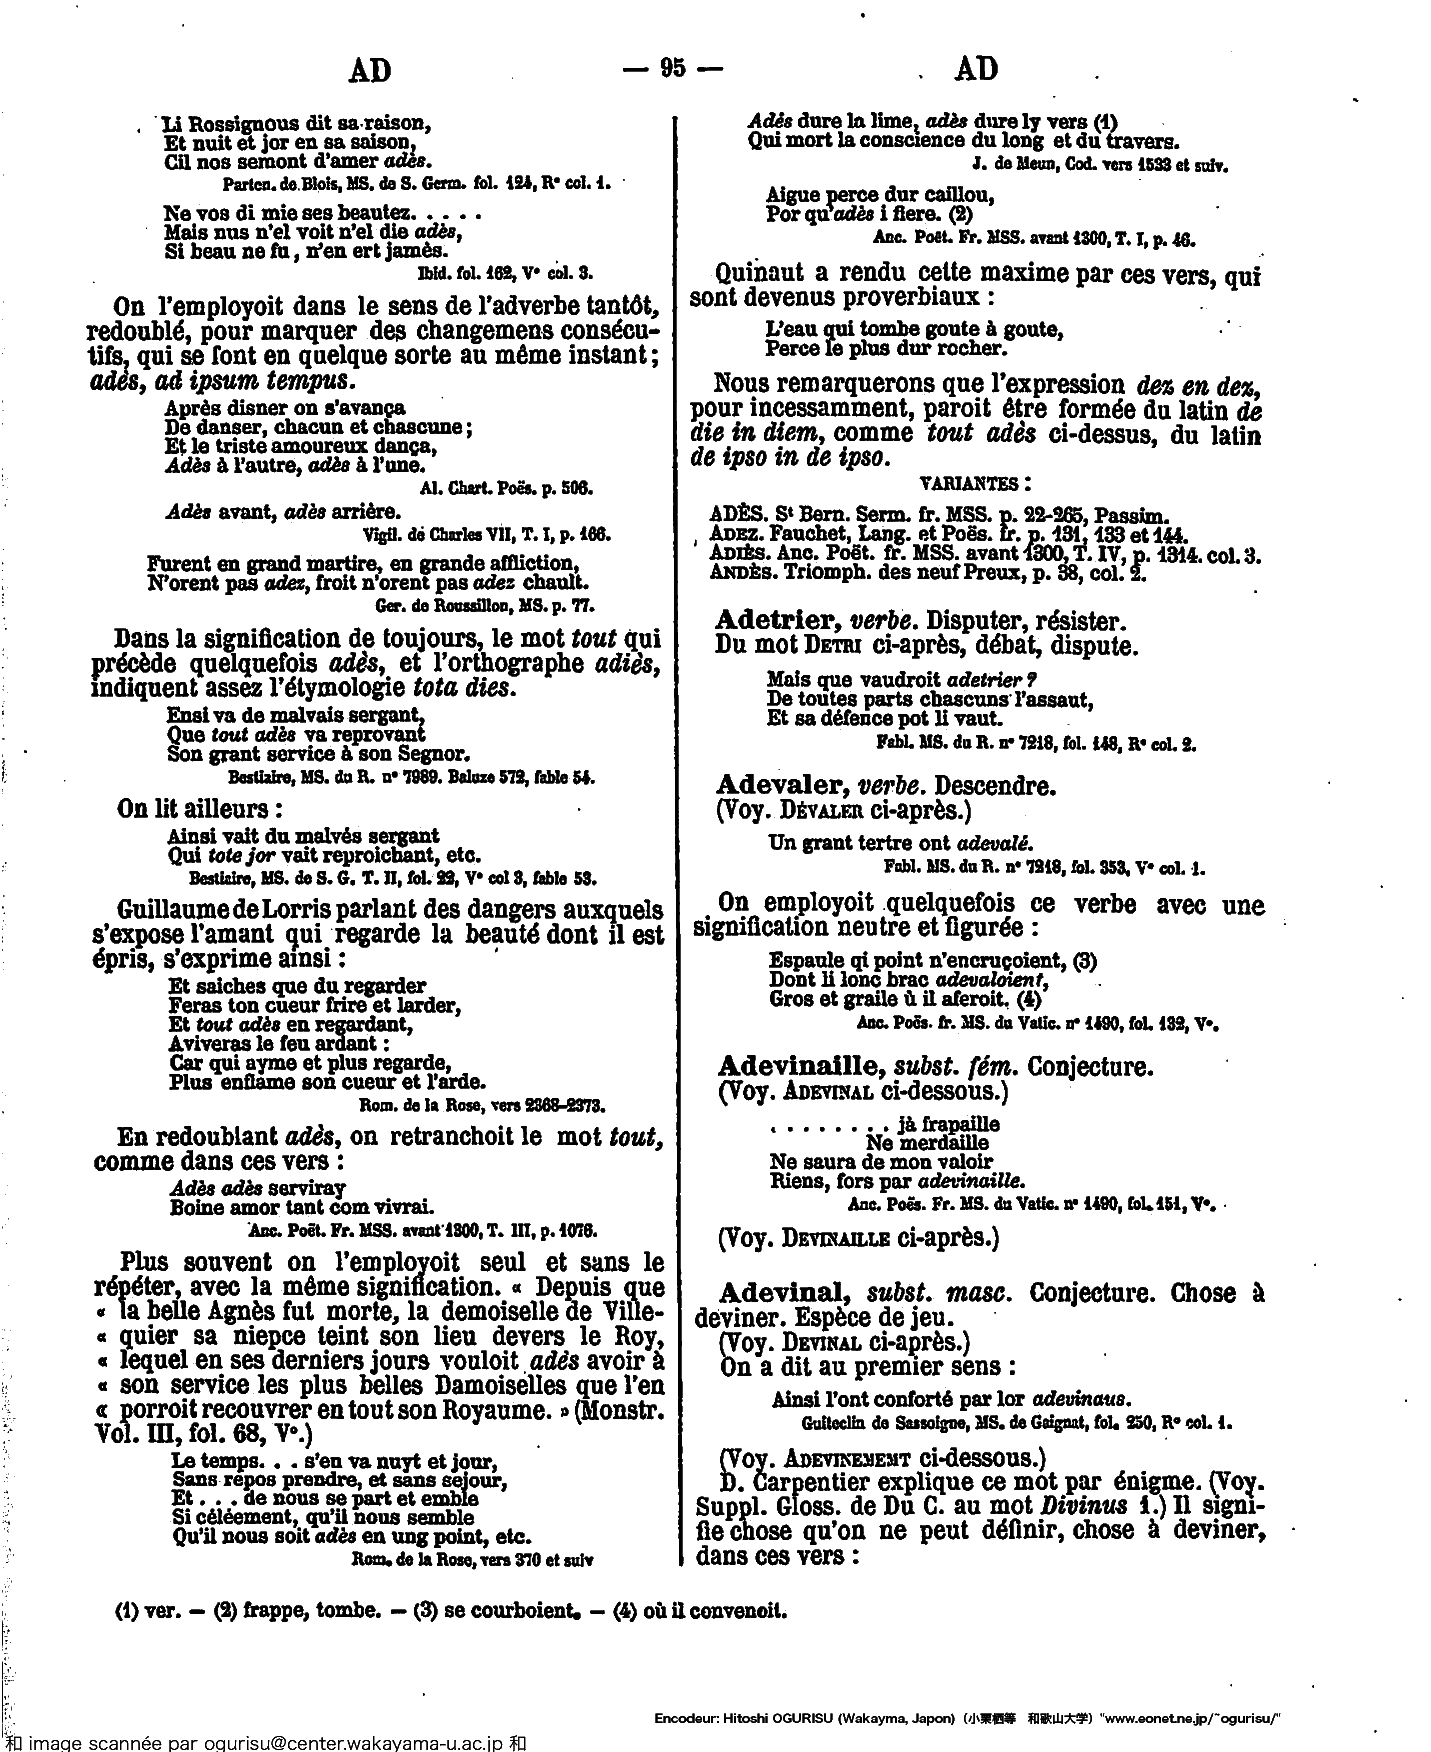 AD — 95 — AD
Li Rossignous dit sa raison,
Et nuit et jor en sa saison,
Cil nos semont d'amer adès.
Parten. de Blois, MS. de S. Germ. fol. 124, R° col. 1.
Ne vos di mie ses beautez. . . . .
Mais nus n'el voit n'el die adès,
Si beau ne fu, n'en ert jamès.
Ibid. fol. 162, V° col. 3.
On l'employoit dans le sens de l'adverbe tantôt,
redoublé, pour marquer des changemens consécu-
tifs, qui se font en quelque sorte au même instant ;
adès, ad ipsum tempus.
Après disner on s'avança
De danser, chacun et chascune ;
Et le triste amoureux dança,
Adès à l'autre, adès à l'une.
Al. Chart. Poës. p. 506.
Adès avant, adès arrière.
Vigil. de Charles VII, T. I, p. 166.
Furent en grand martire, en grande affliction,
N'orent pas adez, froit n'orent pas adez chault.
Ger. de Roussillon, MS. p. 77.
Dans la signification de toujours, le mot tout qui
précède quelquefois adès, et l'orthographe adiès,
indiquent assez l'étymologie tota dies.
Ensi va de malvais sergant,
Que tout adès va reprovant
Son grant service à son Segnor.
Bestiaire, MS. du R. n° 7989. Baluze 572, fable 54.
On lit ailleurs :
Ainsi vait du malvés sergant
Qui tote jor vait reproichant, etc.
Bestiaire, MS. de S. G. T. II, fol. 22, V° col 3, fable 53.
Guillaume de Lorris parlant des dangers auxquels
s'expose l'amant qui regarde la beauté dont il est
épris, s'exprime ainsi :
Et saiches que du regarder
Feras ton cueur frire et larder,
Et tout adès en regardant,
Aviveras le feu ardant :
Car qui ayme et plus regarde,
Plus enflame son cueur et l'arde.
Rom. de la Rose, vers 2368-2373.
En redoublant adès, on retranchoit le mot tout,
comme dans ces vers :
Adès adès serviray
Boine amor tant com vivrai.
Anc. Poët. Fr. MSS. avant 1300, T. III, p. 1076.
Plus souvent on l'employoit seul et sans le
répéter, avec la même signification. « Depuis que
« la belle Agnès fut morte, la demoiselle de Ville-
« quier sa niepce teint son lieu devers le Roy,
« lequel en ses derniers jours vouloit adès avoir à
« son service les plus belles Damoiselles que l'en
« porroit recouvrer en tout son Royaume. » (Monstr.
Vol. III, fol. 68, V°.)
Le temps. . . s'en va nuyt et jour,
Sans repos prendre, et sans sejour,
Et . . . de nous se part et emble
Si céléement, qu'il nous semble
Qu'il nous soit adès en ung point, etc.
Rom. de la Rose, vers 370 et suiv
Adès dure la lime, adès dure ly vers (1)
Qui mort la conscience du long et du travers.
J. de Meun, Cod. vers 1533 et suiv.
Aigue perce dur caillou,
Por qu'adès i fiere. (2)
Anc. Poët. Fr. MSS. avant 1300, T. I, p. 46.
Quinaut a rendu cette maxime par ces vers, qui
sont devenus proverbiaux :
L'eau qui tombe goute à goute,
Perce le plus dur rocher.
Nous remarquerons que l'expression dez en dez,
pour incessamment, paroit être formée du latin de
die in diem, comme tout adès ci-dessus, du latin
de ipso in de ipso.
VARIANTES :
ADÈS. St Bern. Serm. fr. MSS. p. 22-265, Passim.
ADEZ. Fauchet, Lang. et Poës. fr. p. 131, 133 et 144.
ADIÈS. Anc. Poët. fr. MSS. avant 1300, T. IV, p. 1314. col. 3.
ANDÈS. Triomph. des neuf Preux, p. 38, col. 2.
Adetrier, verbe. Disputer, résister.
Du mot DETRI ci-après, débat, dispute.
Mais que vaudroit adetrier ?
De toutes parts chascuns l'assaut,
Et sa défence pot li vaut.
Fabl. MS. du R. n° 7218, fol. 148, R° col. 2.
Adevaler, verbe. Descendre.
(Voy. DÉVALER ci-après.)
Un grant tertre ont adevalé.
Fabl. MS. du R. n° 7218, fol. 353, V° col. 1.
On employoit quelquefois ce verbe avec une
signification neutre et figurée :
Espaule qi point n'encruçoient, (3)
Dont li lonc brac adevaloient,
Gros et graile ù il aferoit. (4)
Anc. Poës. fr. MS. du Vatic. n° 1490, fol. 132, V°.
Adevinaille, subst. fém. Conjecture.
(Voy. ADEVINAL ci-dessous.)
. . . . . . . . jà frapaille
Ne merdaille
Ne saura de mon valoir
Riens, fors par adevinaille.
Anc. Poës. Fr. MS. du Vatic. n° 1490, fol. 151, V°.
(Voy. DEVINAILLE ci-après.)
Adevinal, subst. masc. Conjecture. Chose à
deviner. Espèce de jeu.
(Voy. DEVINAL ci-après.)
On a dit au premier sens :
Ainsi l'ont conforté par lor adevinaus.
Guiteclin de Sassoigne, MS. de Gaignat, fol. 250, R° col. 1.
(Voy. ADEVINEMENT ci-dessous.)
D. Carpentier explique ce mot par énigme. (Voy.
Suppl. Gloss. de Du C. au mot Divinus 1.) Il signi-
fie chose qu'on ne peut définir, chose à deviner,
dans ces vers :
(1) ver. — (2) frappe, tombe. — (3) se courboient. — (4) où il convenoit.
Encodeur: Hitoshi OGURISU (Wakayma, Japon) (小栗栖等 和歌山大学) "www.eonet.ne.jp/~ogurisu/"
和 image scannée par ogurisu@center.wakayama-u.ac.jp 和